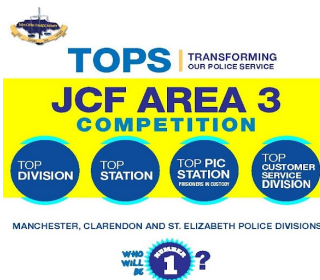 TOPS
TRANSFORMING
OUR POLICE SERVICE
JCF AREA 3
COMPETITION
TOP
DIVISION
TOP
STATION
TOP PIC
STATION
PRISONERS IN CUSTODY
TOP
CUSTOMER
SERVICE
DIVISION
MANCHESTER, CLARENDON AND ST. ELIZABETH POLICE DIVISIONS
WHO
WILL
BE
NUMBER
1
?